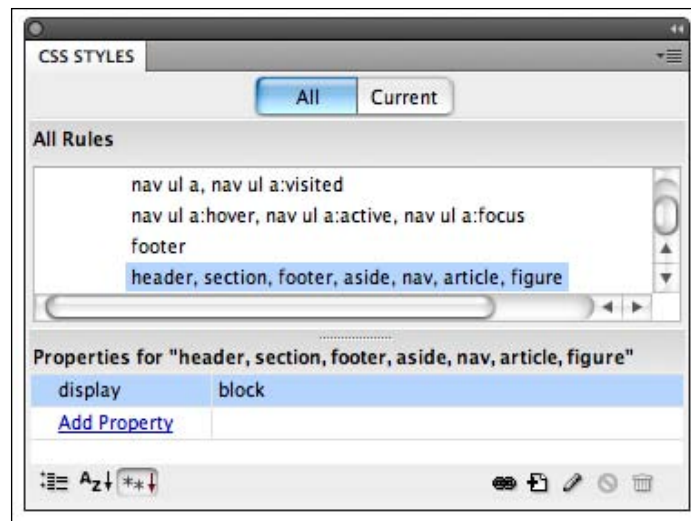 CSS STYLES
All Current
All Rules
nav ul a, nav ul a:visited
nav ul a:hover, nav ul a:active, nav ul a:focus
footer
header, section, footer, aside, nav, article, figure
Properties for "header, section, footer, aside, nav, article, figure"
display block
Add Property